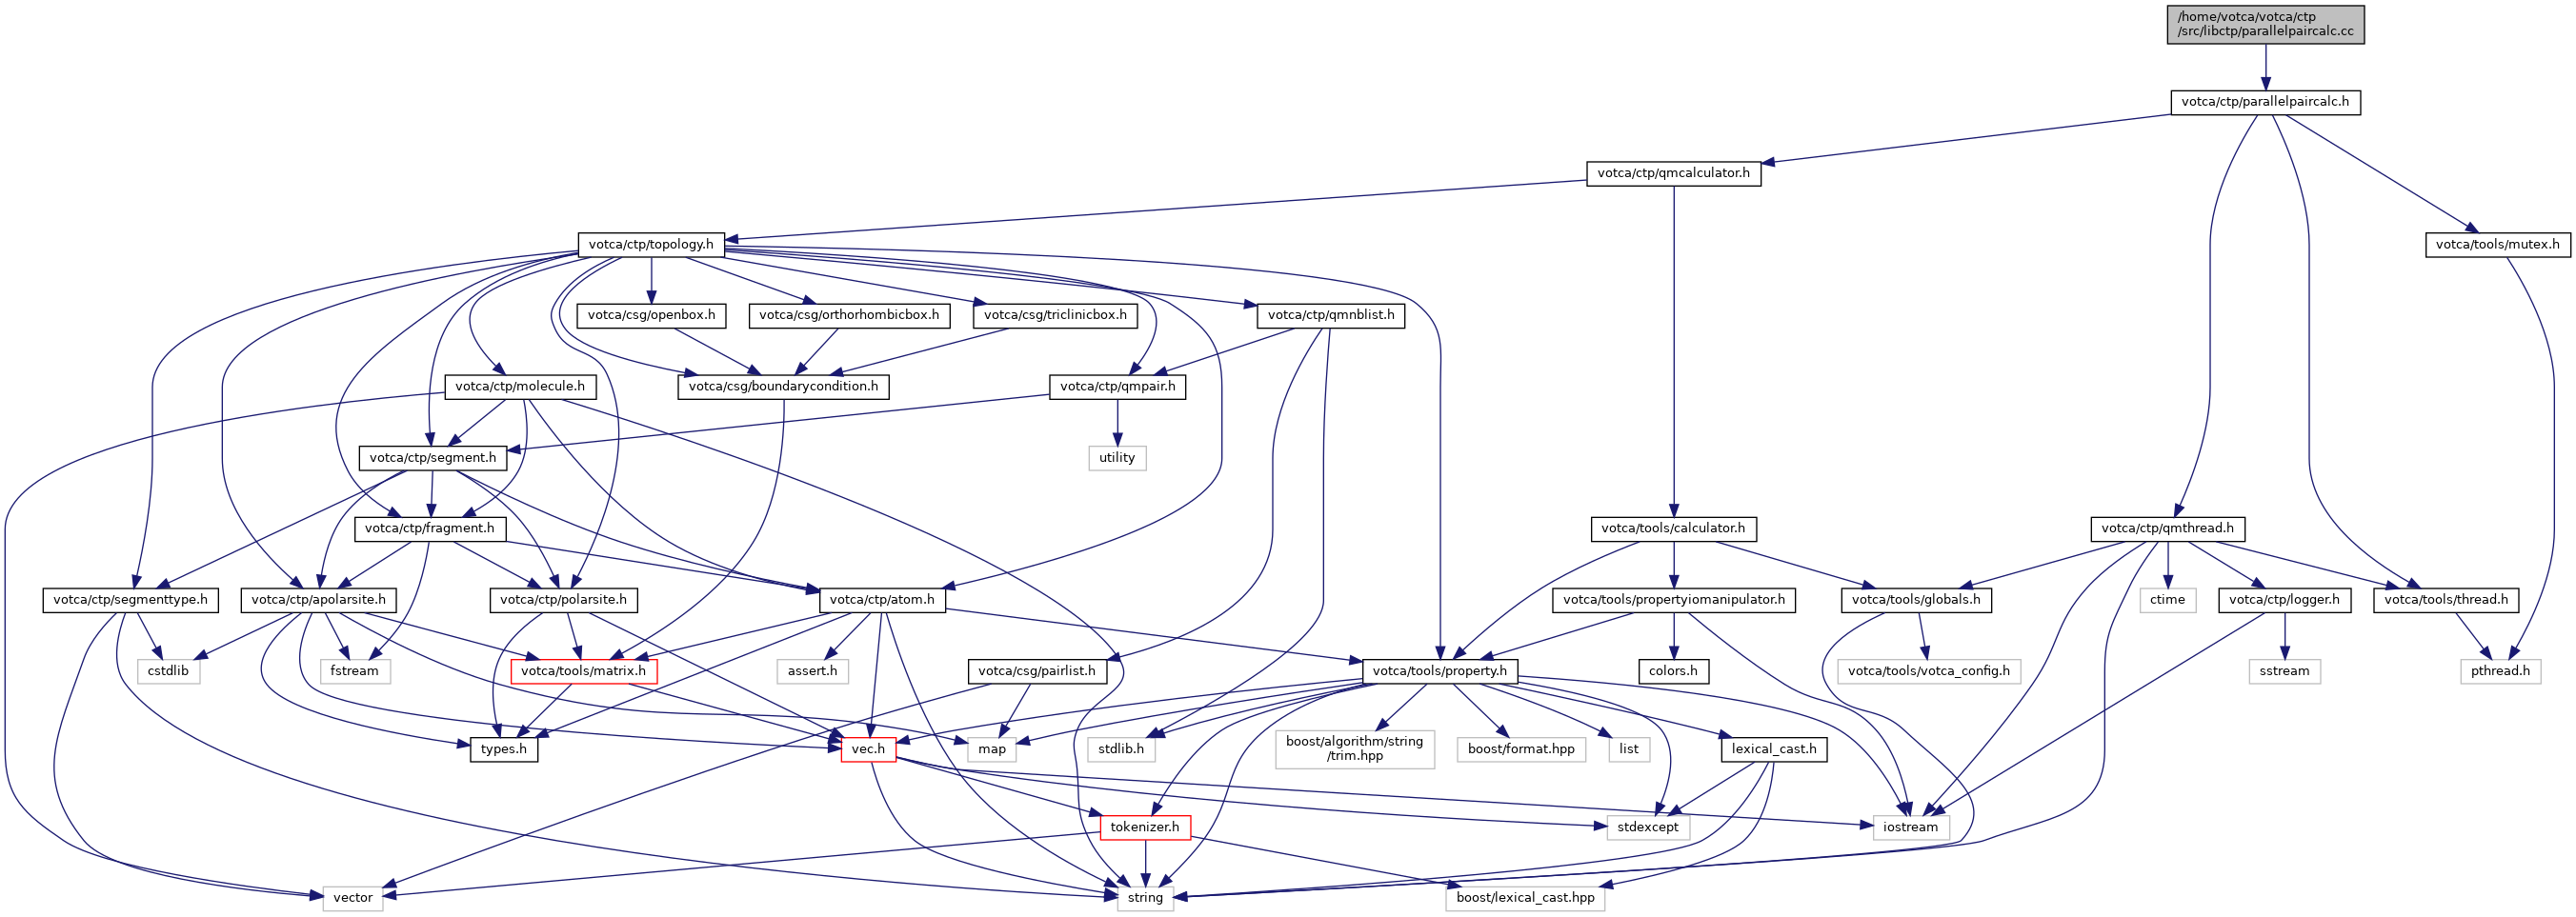 /home/votca/votca/ctp
/src/libctp/parallelpaircalc.cc
votca/ctp/parallelpaircalc.h
votca/ctp/qmcalculator.h
votca/ctp/topology.h
votca/tools/mutex.h
votca/csg/openbox.h
votca/csg/orthorhombicbox.h
votca/csg/triclinicbox.h
votca/ctp/qmnblist.h
votca/ctp/molecule.h
votca/csg/boundarycondition.h
votca/ctp/qmpair.h
votca/ctp/segment.h
utility
votca/ctp/fragment.h
votca/tools/calculator.h
votca/ctp/qmthread.h
votca/ctp/segmenttype.h
votca/ctp/apolarsite.h
votca/ctp/polarsite.h
votca/ctp/atom.h
votca/tools/propertyiomanipulator.h
votca/tools/globals.h
ctime
votca/ctp/logger.h
votca/tools/thread.h
cstdlib
fstream
votca/tools/matrix.h
assert.h
votca/csg/pairlist.h
votca/tools/property.h
colors.h
votca/tools/votca_config.h
sstream
pthread.h
types.h
vec.h
map
stdlib.h
boost/algorithm/string
/trim.hpp
boost/format.hpp
list
lexical_cast.h
tokenizer.h
stdexcept
iostream
vector
string
boost/lexical_cast.hpp